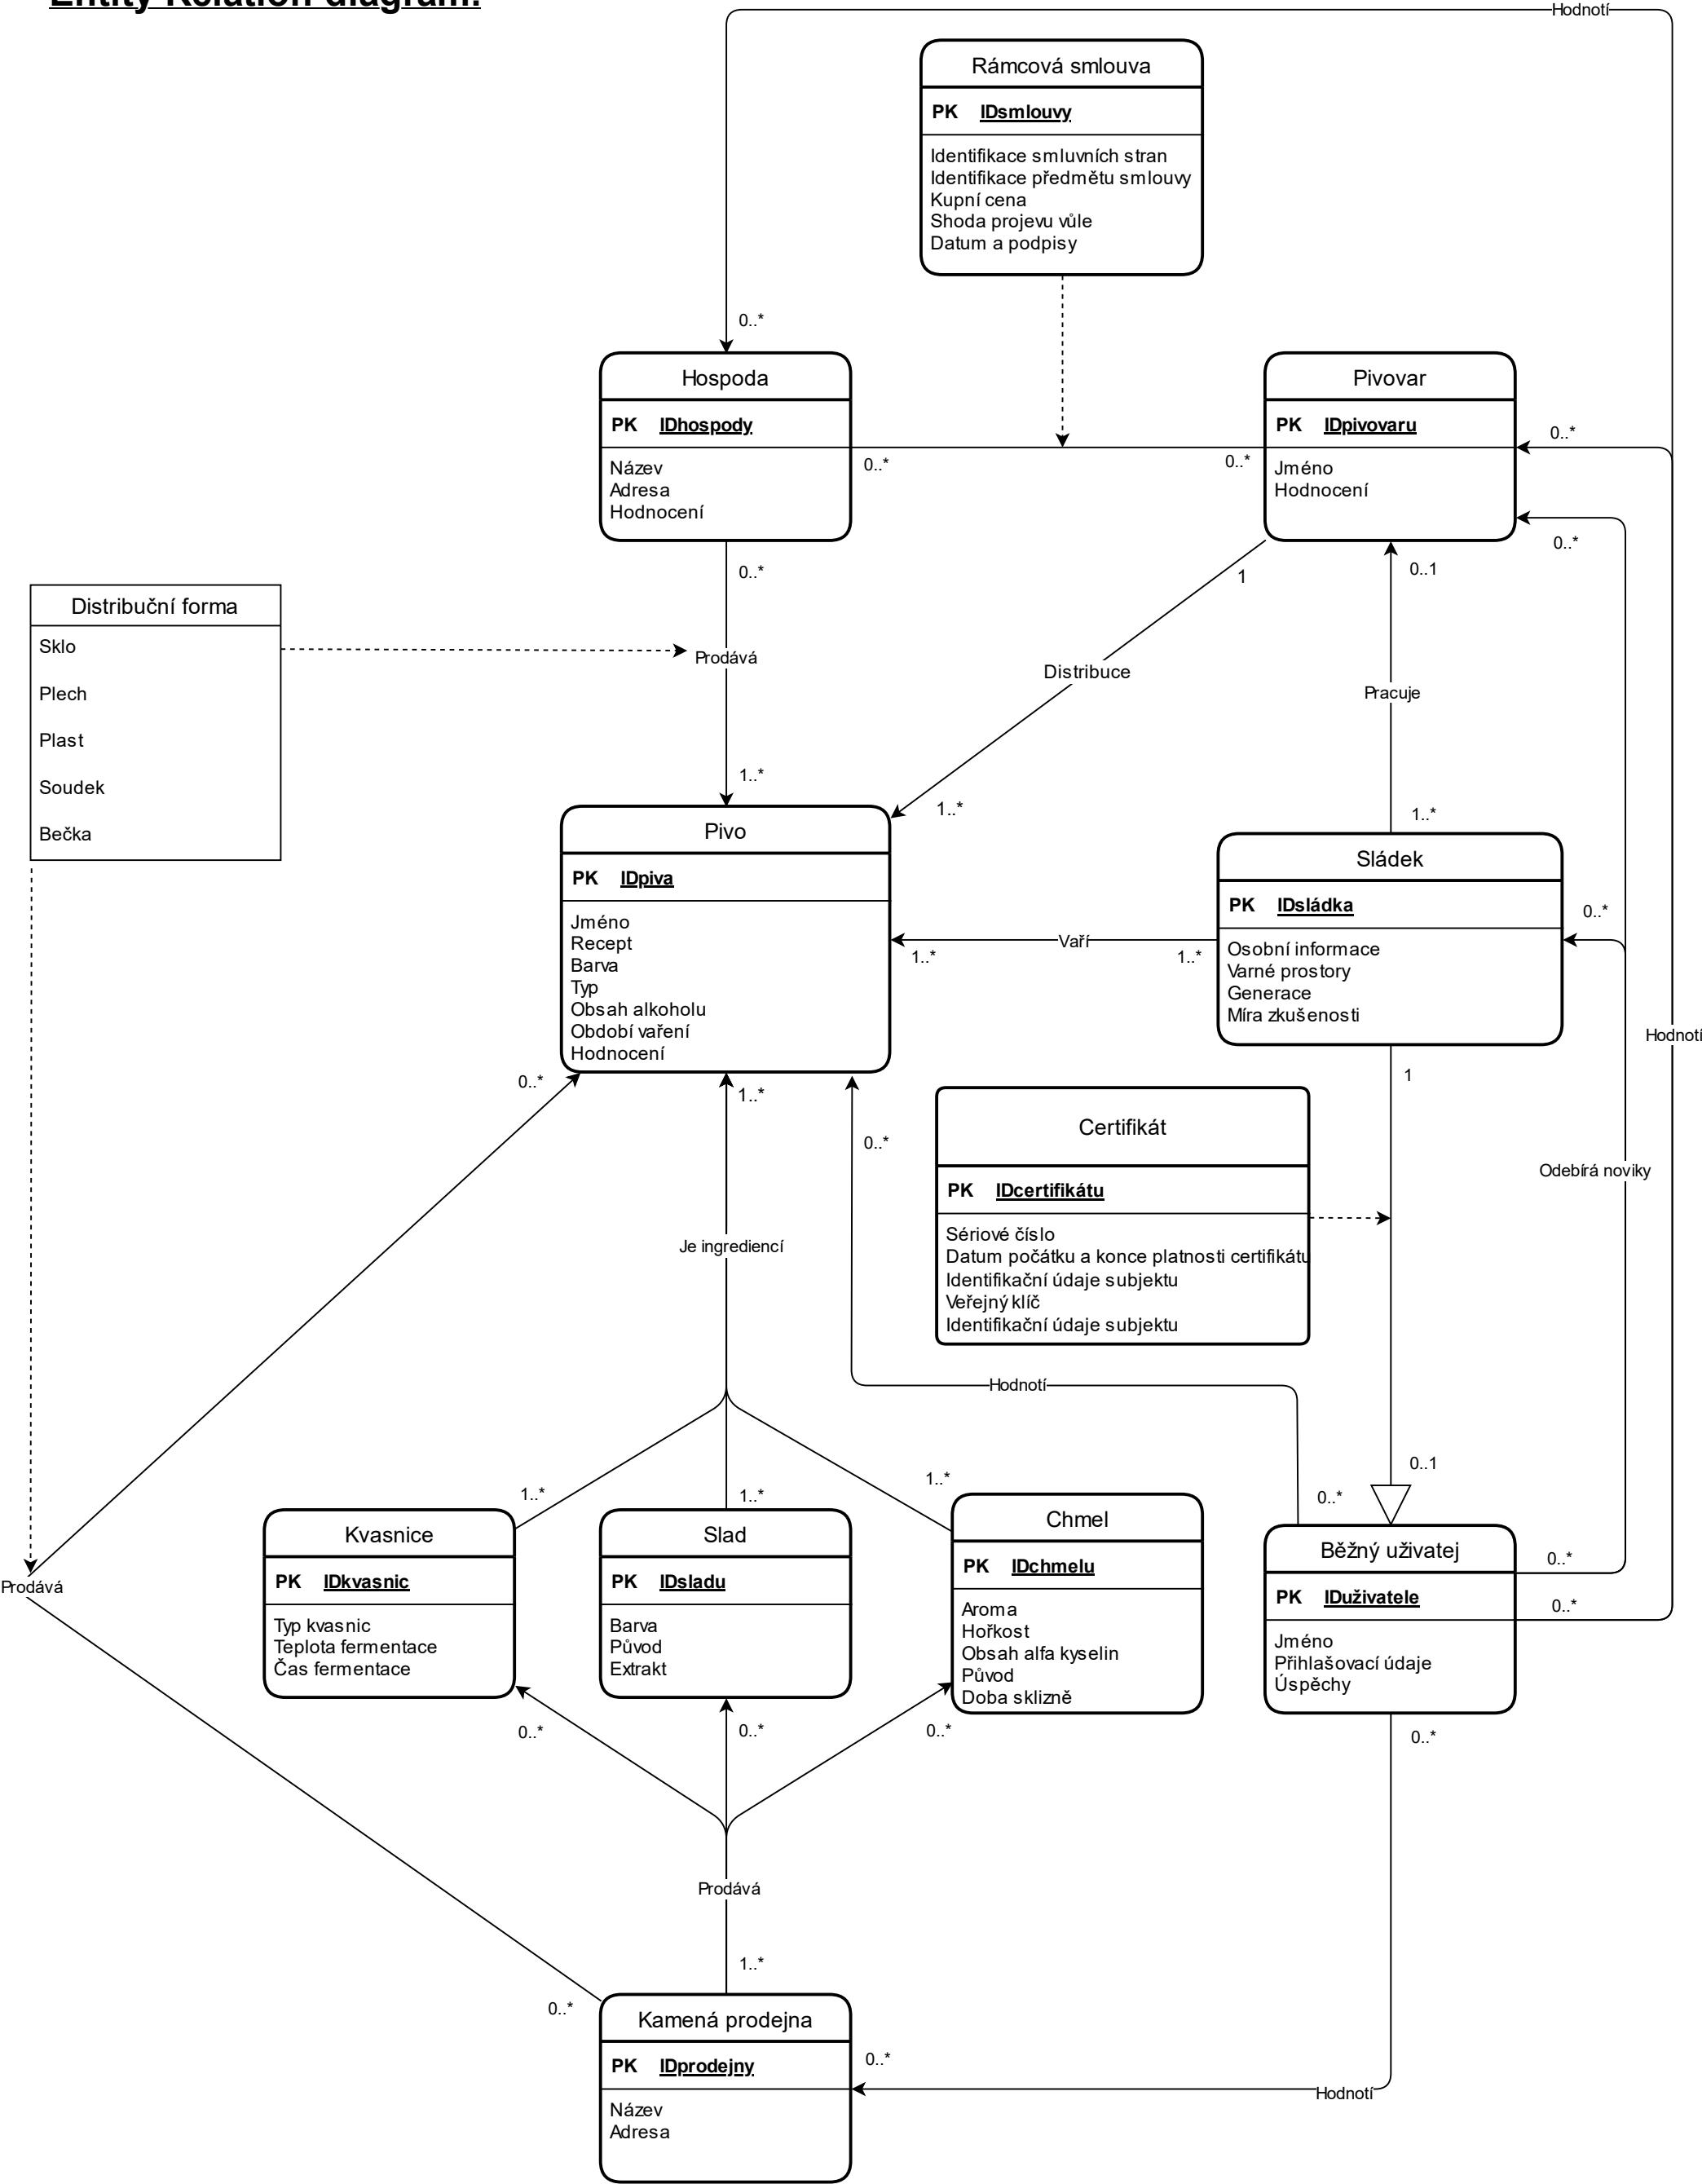 Entity Relation diagram:
Hodnotí
Rámcová smlouva
PK IDsmlouvy
Identifikace smluvních stran
Identifikace předmětu smlouvy
Kupní cena
Shoda projevu vůle
Datum a podpisy
0..*
Hospoda
PK IDhospody
Název
Adresa
Hodnocení
0..*
0..*
Pivovar
PK IDpivovaru
Jméno
Hodnocení
0..*
0..*
0..*
1
0..1
Distribuční forma
Sklo
Plech
Plast
Soudek
Bečka
Prodává
Distribuce
Pracuje
1..*
1..*
1..*
Pivo
PK IDpiva
Jméno
Recept
Barva
Typ
Obsah alkoholu
Období vaření
Hodnocení
1..*
Vaří
1..*
Sládek
PK IDsládka
Osobní informace
Varné prostory
Generace
Míra zkušenosti
0..*
Hodnotí
0..*
1..*
0..*
1
Certifikát
PK IDcertifikátu
Sériové číslo
Datum počátku a konce platnosti certifikátu
Identifikační údaje subjektu
Veřejný klíč
Identifikační údaje subjektu
Odebírá noviky
Je ingrediencí
Hodnotí
1..*
1..*
1..*
0..*
0..1
Kvasnice
PK IDkvasnic
Typ kvasnic
Teplota fermentace
Čas fermentace
Slad
PK IDsladu
Barva
Původ
Extrakt
Chmel
PK IDchmelu
Aroma
Hořkost
Obsah alfa kyselin
Původ
Doba sklizně
Běžný uživatej
PK IDuživatele
Jméno
Přihlašovací údaje
Úspěchy
0..*
0..*
Prodává
0..*
0..*
0..*
0..*
Prodává
1..*
0..*
Kamená prodejna
PK IDprodejny
Název
Adresa
0..*
Hodnotí